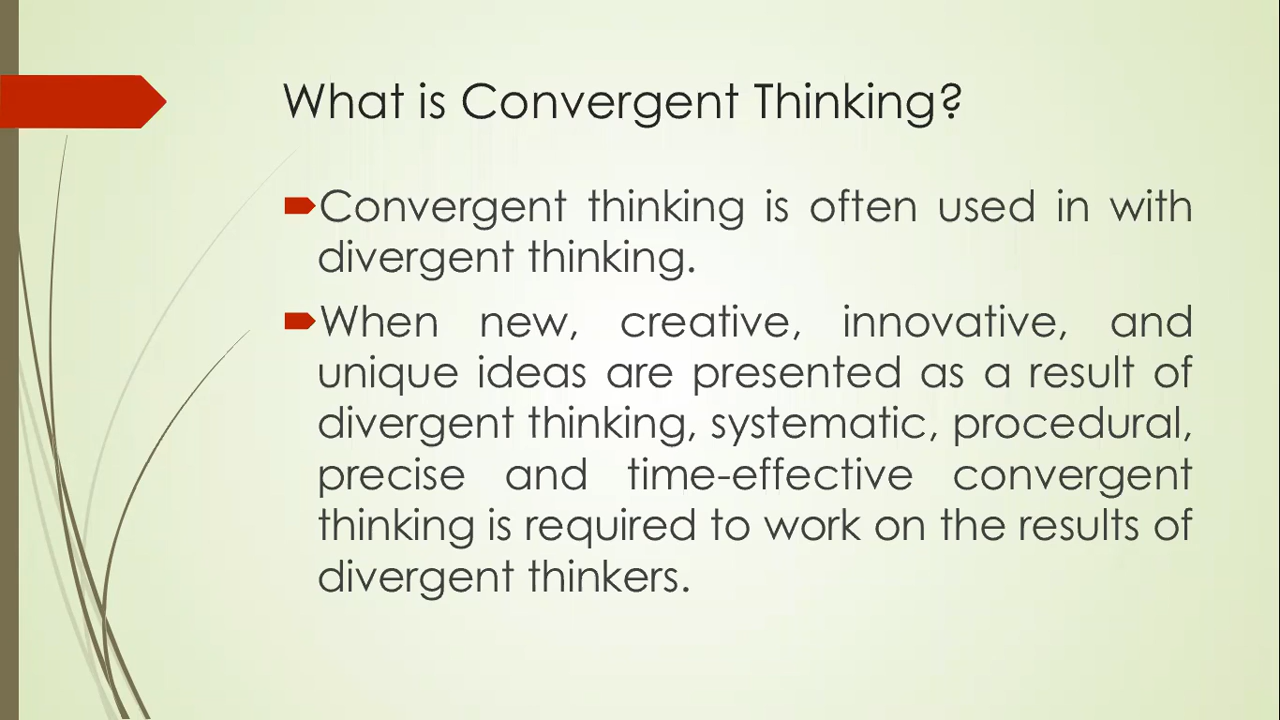 What is Convergent Thinking?
Convergent thinking is often used in with
divergent thinking.
When new, creative, innovative, and
unique ideas are presented as a result of
divergent thinking, systematic, procedural,
precise and time-effective convergent
thinking is required to work on the results of
divergent thinkers.